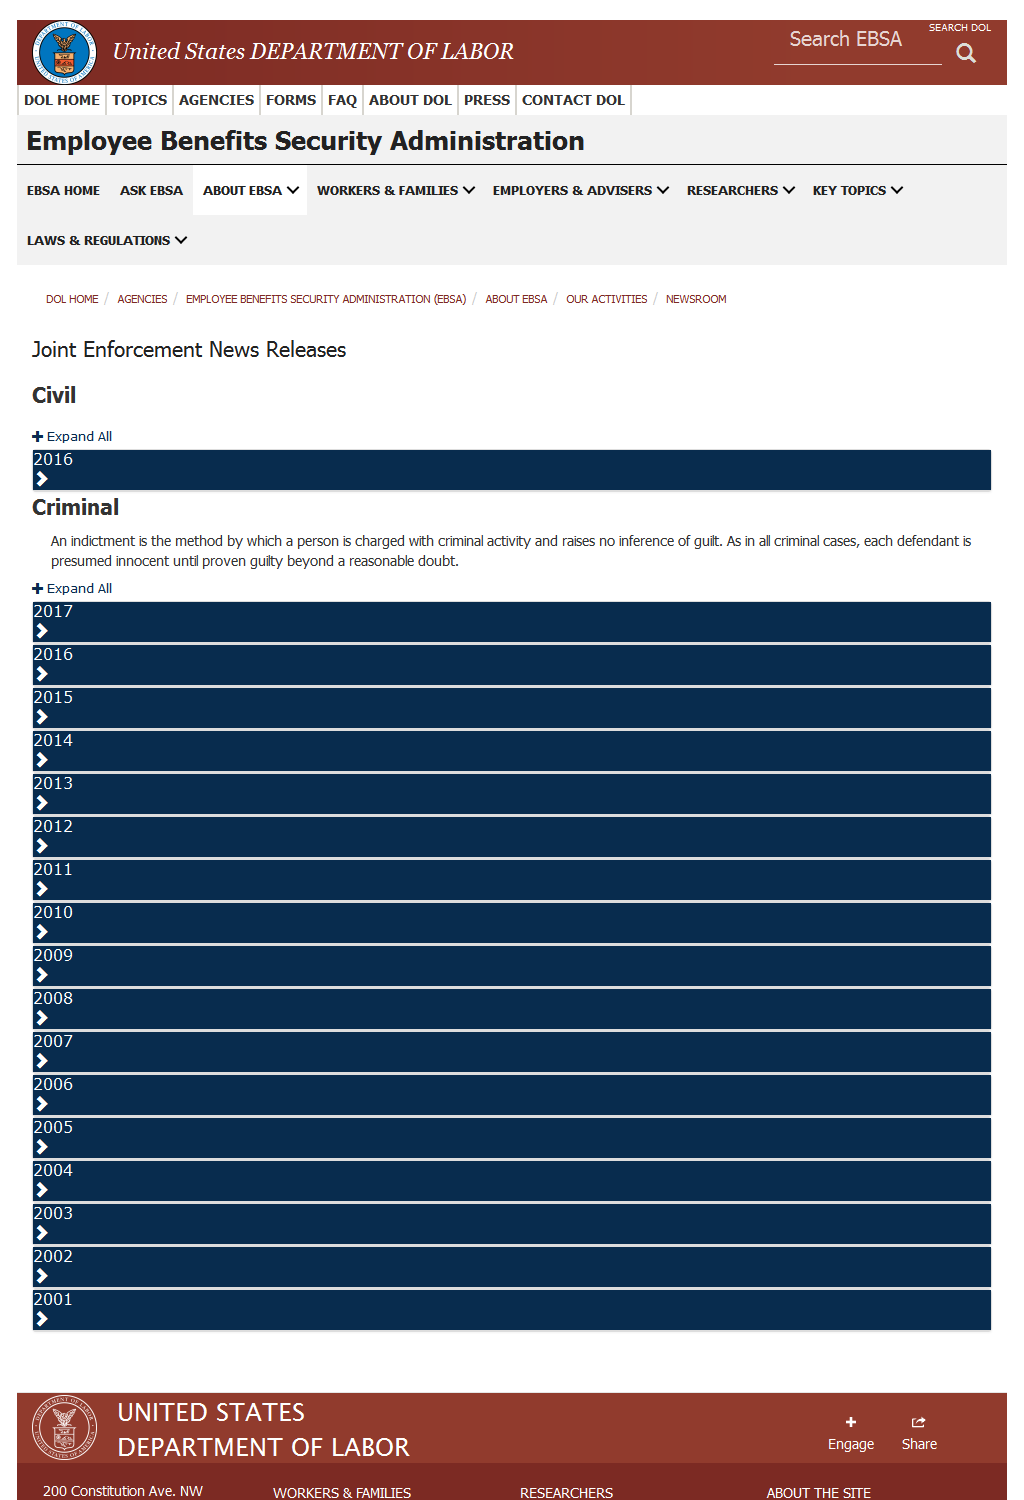 United States DEPARTMENT OF LABOR
Search EBSA
SEARCH DOL
DOL HOME TOPICS AGENCIES FORMS FAQ ABOUT DOL PRESS CONTACT DOL
Employee Benefits Security Administration
EBSA HOME ASK EBSA ABOUT EBSA WORKERS & FAMILIES EMPLOYERS & ADVISERS RESEARCHERS KEY TOPICS
LAWS & REGULATIONS
DOL HOME / AGENCIES / EMPLOYEE BENEFITS SECURITY ADMINISTRATION (EBSA) / ABOUT EBSA / OUR ACTIVITIES / NEWSROOM
Joint Enforcement News Releases
Civil
Expand All
2016
Criminal
An indictment is the method by which a person is charged with criminal activity and raises no inference of guilt. As in all criminal cases, each defendant is
presumed innocent until proven guilty beyond a reasonable doubt.
Expand All
2017
2016
2015
2014
2013
2012
2011
2010
2009
2008
2007
2006
2005
2004
2003
2002
2001
UNITED STATES
DEPARTMENT OF LABOR
Engage Share
200 Constitution Ave. NW
WORKERS & FAMILIES RESEARCHERS ABOUT THE SITE